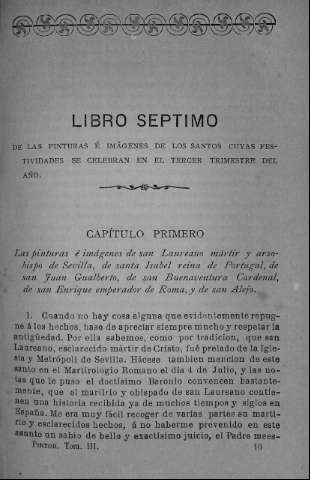 LIBRO SEPTIMO
DE LAS PINTURAS É IMÁGENES DE LOS SANTOS CUYAS FES-
TIVIDADES SE CELEBRAN EN EL TERCER TRIMESTRE DEL
AÑO.
CAPÍTULO PRIMERO
Las pinturas é imágenes de san Laureano mártir y arzo-
bispo de Sevilla, de santa Isabel reina de Portugal, de
san Juan Gualberto, de san Buenaventura Cardenal,
de san Enrique emperador de Roma, y de san Alejo.
1. Cuando no hay cosa alguna que evidentemente repug-
ne á los hechos, base de apreciar siempre mucho y respetar la
antigüedad. Por ella sabemos, como por tradicion, que san
Laureano, esclarecido mártir de Cristo, fué prelado de la Igle-
sia y Metrópoli de Sevilla. Hácese tambien mencion de este
santo en el Martirologio Romano el dia 4 de Julio, y las no-
tas que le puso el doctísimo Baronio convencen bastante-
mente, que el martirio y obispado de san Laureano contie-
nen una historia recibida ya de muchos tiempos y siglos en
España. Me era muy fácil recoger de varias partes su marti-
rio y esclarecidos hechos, á no haberme prevenido en este
asunto un sabio de bello y exactísimo juicio, el Padre maes-
PINTOR. Tom. III. 10